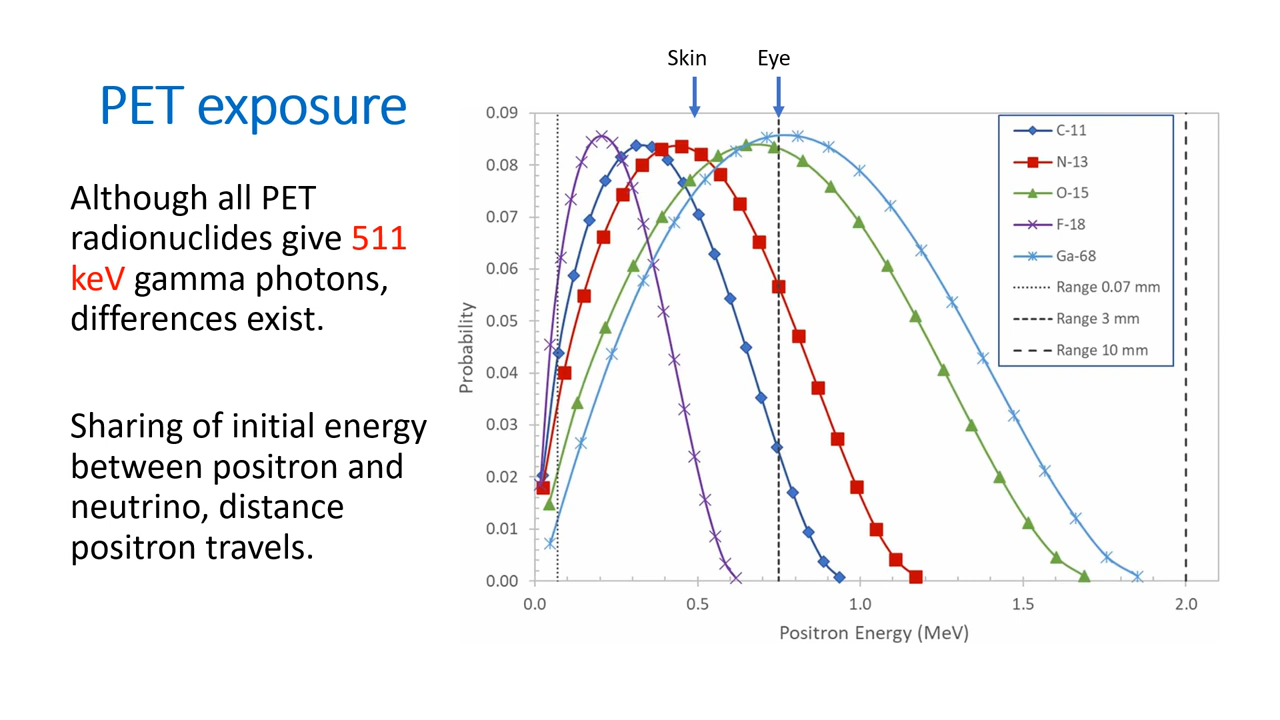 PET exposure
Although all PET
radionuclides give 511
keV gamma photons,
differences exist.
Sharing of initial energy
between positron and
neutrino, distance
positron travels.
Skin
Eye
0.09
0.08
0.07
0.06
0.05
0.04
0.03
0.02
0.01
0.00
Probability
0.0
0.5
1.0
1.5
2.0
Positron Energy (MeV)
C-11
N-13
O-15
F-18
Ga-68
Range 0.07 mm
Range 3 mm
Range 10 mm